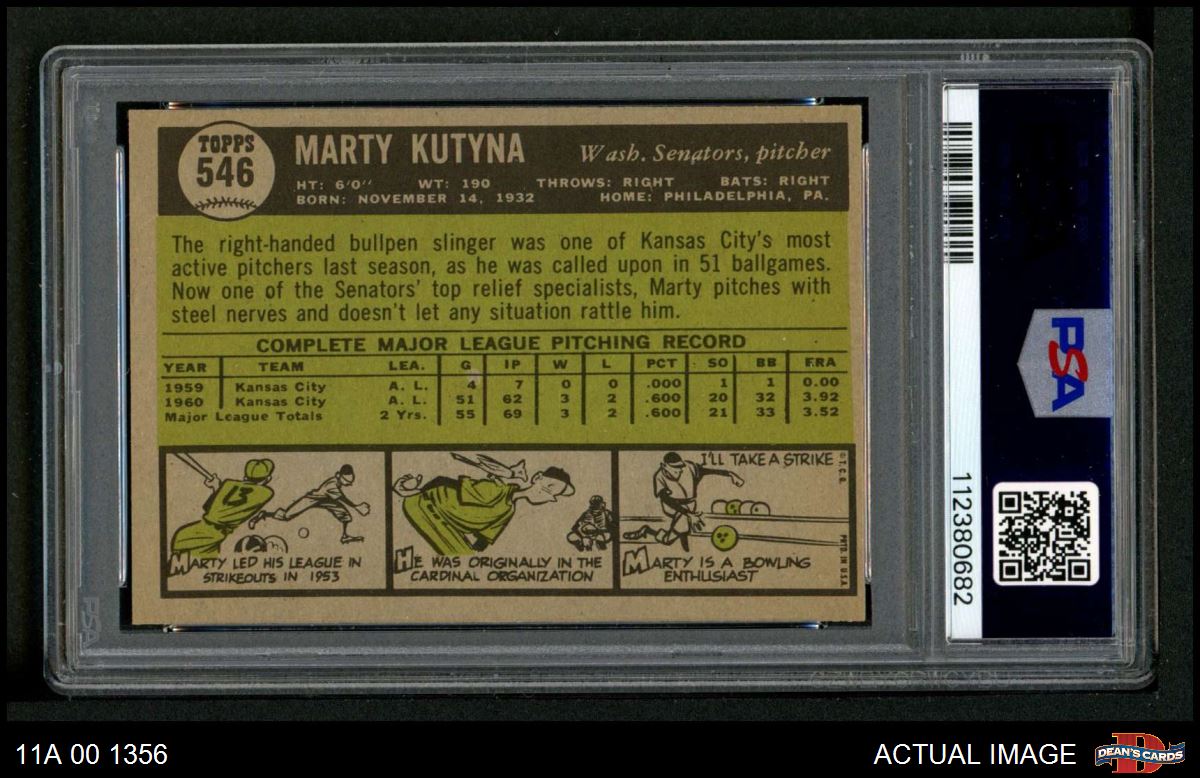 TOPPS
546
MARTY KUTYNA
Wash. Senators, pitcher
HT: 6'0" WT: 190 THROWS: RIGHT BATS: RIGHT
BORN: NOVEMBER 14, 1932 HOME: PHILADELPHIA, PA.
The right-handed bullpen slinger was one of Kansas City's most
active pitchers last season, as he was called upon in 51 ballgames.
Now one of the Senators' top relief specialists, Marty pitches with
steel nerves and doesn't let any situation rattle him.
COMPLETE MAJOR LEAGUE PITCHING RECORD
YEAR TEAM LEA. G IP W L PCT SO BB ERA
1959 Kansas City A. L. 4 7 0 0 .000 1 1 0.00
1960 Kansas City A. L. 51 62 3 2 .600 20 32 3.92
Major League Totals 2 Yrs. 55 69 3 2 .600 21 33 3.52
13
MARTY LED HIS LEAGUE IN
STRIKEOUTS IN 1953
HE WAS ORIGINALLY IN THE
CARDINAL ORGANIZATION
I'LL TAKE A STRIKE
MARTY IS A BOWLING
ENTHUSIAST
© T.C.G.
PRTD. IN U.S.A.
PSA
112380682
PSA
11A 00 1356
ACTUAL IMAGE
D
DEAN'S CARDS